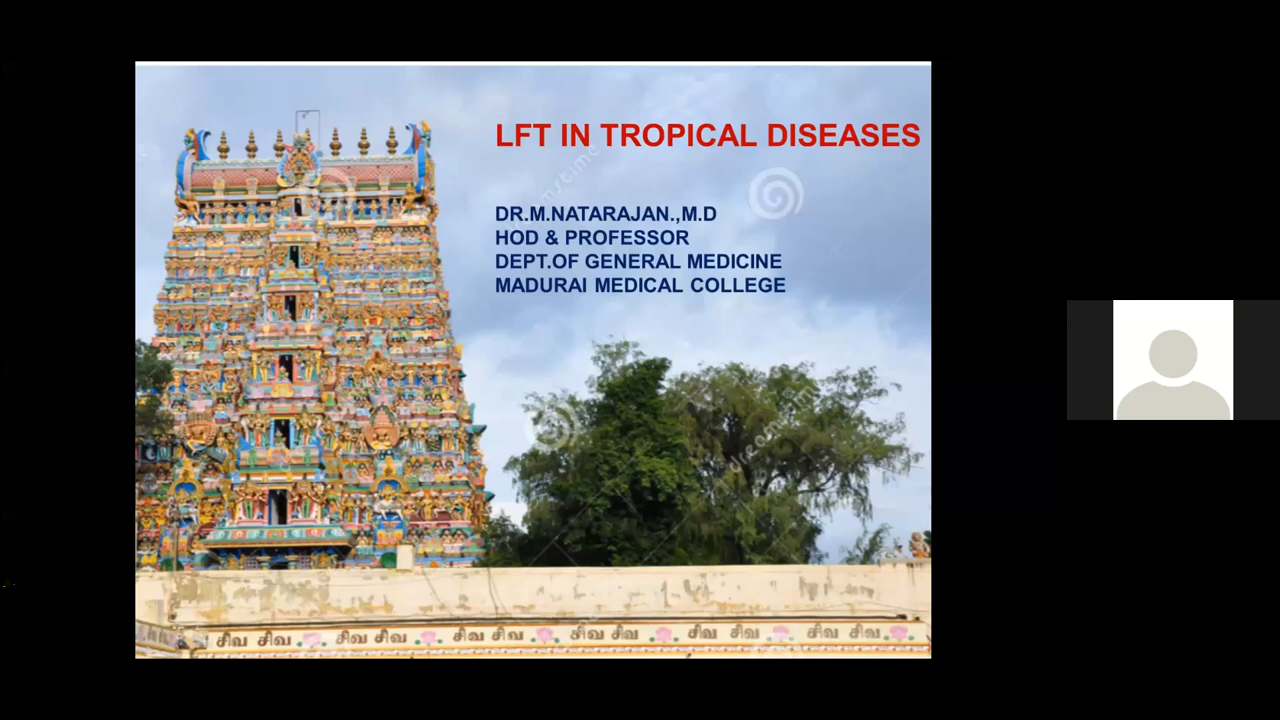 LFT IN TROPICAL DISEASES
DR.M.NATARAJAN.,M.D
HOD & PROFESSOR
DEPT.OF GENERAL MEDICINE
MADURAI MEDICAL COLLEGE
சிவ சிவ சிவ சிவ சிவ சிவ சிவ சிவ சிவ சிவ சிவ சிவ